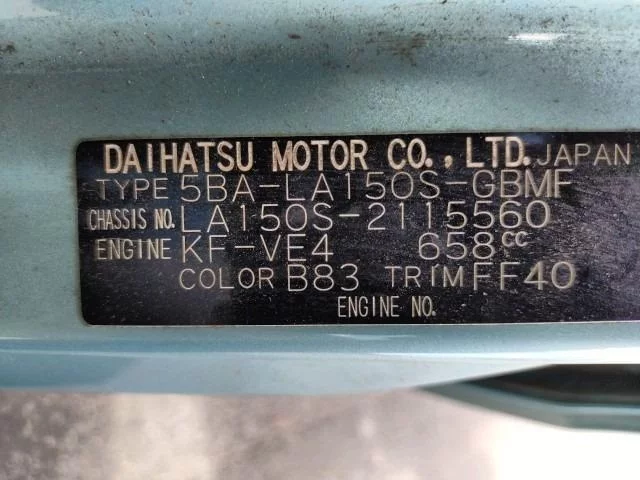 DAIHATSU MOTOR CO., LTD. JAPAN
TYPE 5BA-LA150S-GBMF
CHASSIS NO. LA150S-2115560
ENGINE KF-VE4 658cc
COLOR B83 TRIM FF40
ENGINE NO.